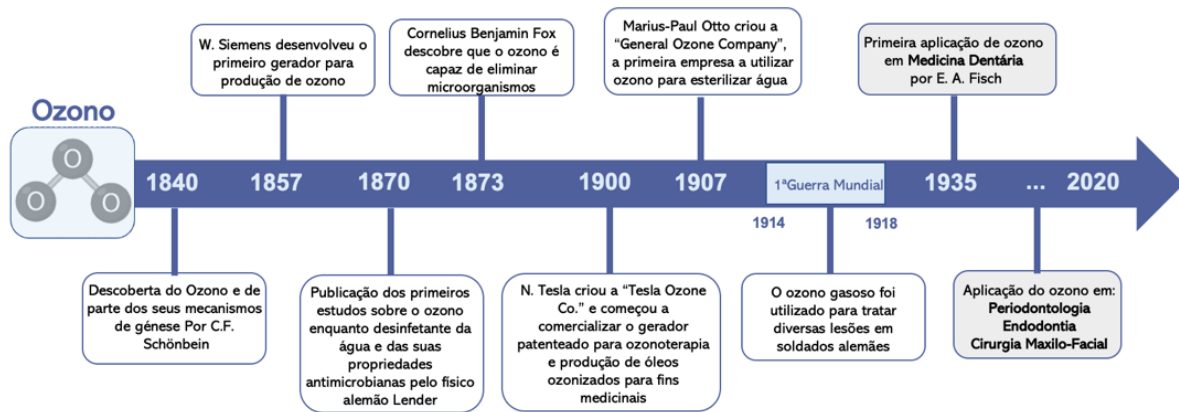 W. Siemens desenvolveu o
primeiro gerador para
produção de ozono
Cornelius Benjamin Fox
descobre que o ozono é
capaz de eliminar
microorganismos
Marius-Paul Otto criou a
“General Ozone Company”,
a primeira empresa a utilizar
ozono para esterilizar água
Primeira aplicação de ozono
em Medicina Dentária
por E. A. Fisch
Ozono
O
O
O
1840
1857
1870
1873
1900
1907
1ªGuerra Mundial
1935
...
2020
1914
1918
Descoberta do Ozono e de
parte dos seus mecanismos
de génese Por C.F.
Schönbein
Publicação dos primeiros
estudos sobre o ozono
enquanto desinfetante da
água e das suas
propriedades
antimicrobianas pelo físico
alemão Lender
N. Tesla criou a “Tesla Ozone
Co.” e começou a
comercializar o gerador
patenteado para ozonoterapia
e produção de óleos
ozonizados para fins
medicinais
O ozono gasoso foi
utilizado para tratar
diversas lesões em
soldados alemães
Aplicação do ozono em:
Periodontologia
Endodontia
Cirurgia Maxilo-Facial